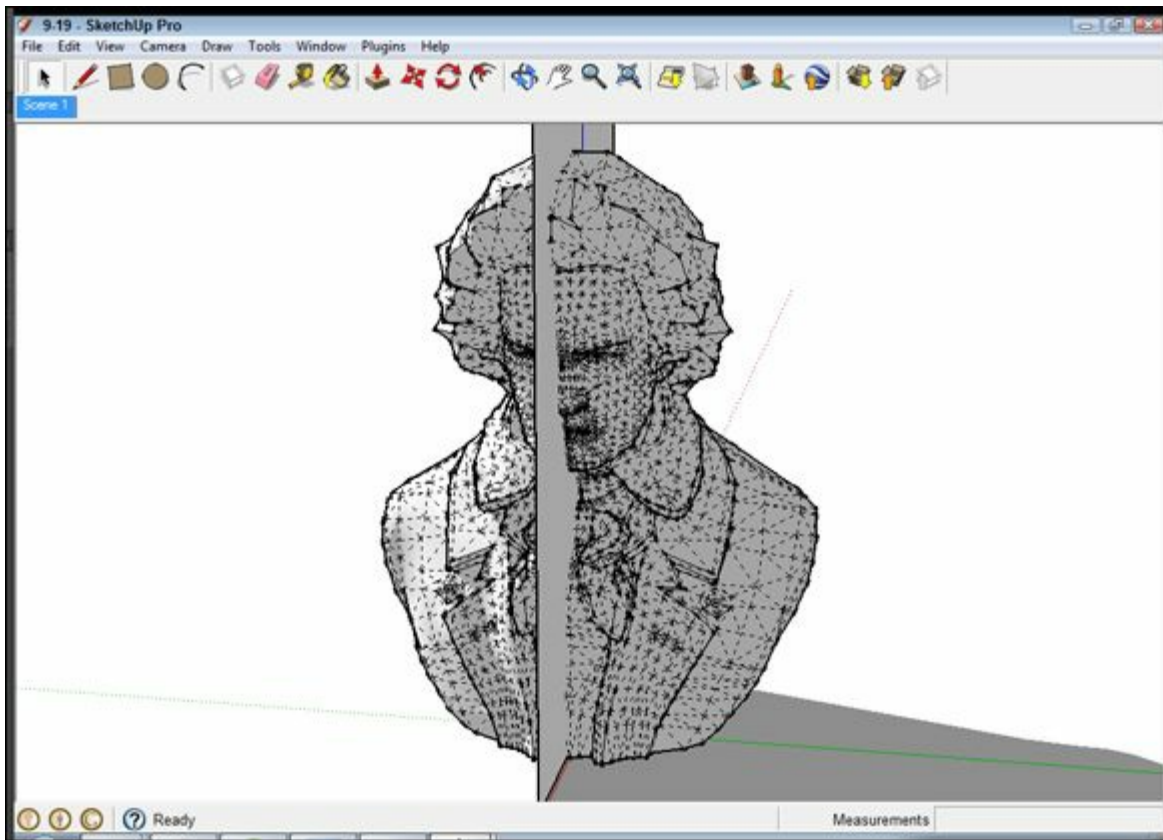 9-19 - SketchUp Pro
File Edit View Camera Draw Tools Window Plugins Help
Scene 1
Ready Measurements